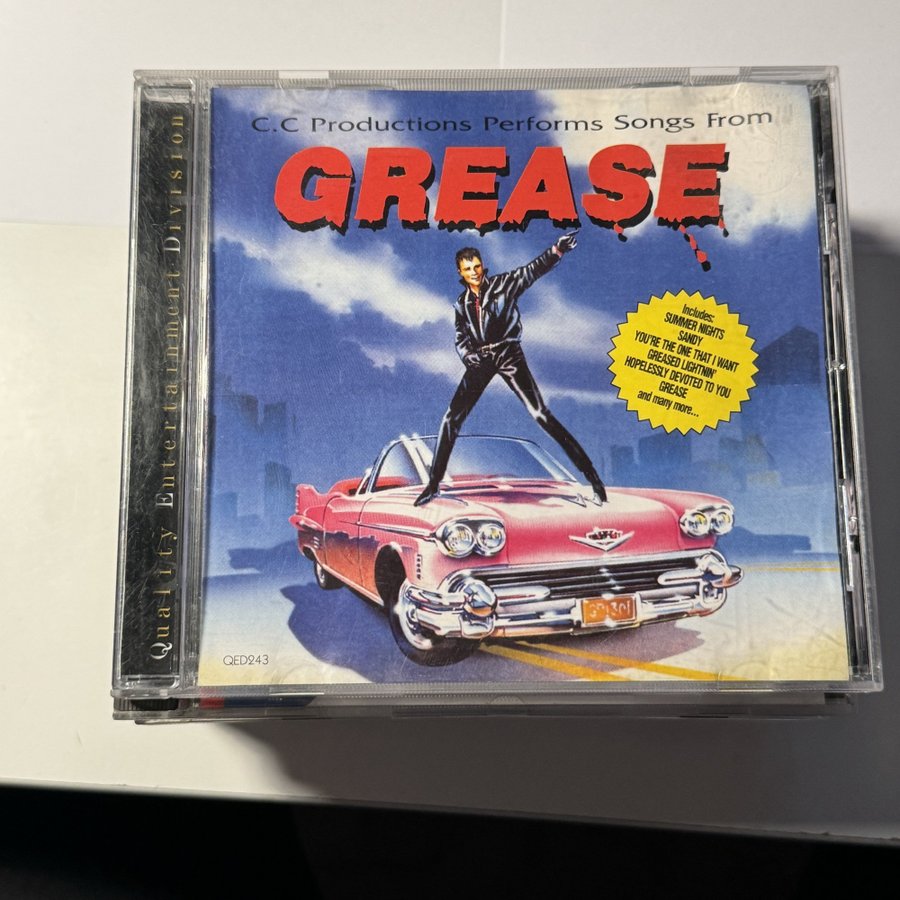 C.C Productions Performs Songs From
GREASE
Includes:
SUMMER NIGHTS
SANDY
YOU'RE THE ONE THAT I WANT
GREASED LIGHTNIN'
HOPELESSLY DEVOTED TO YOU
GREASE
and many more...
QED243
Quality Entertainment Division